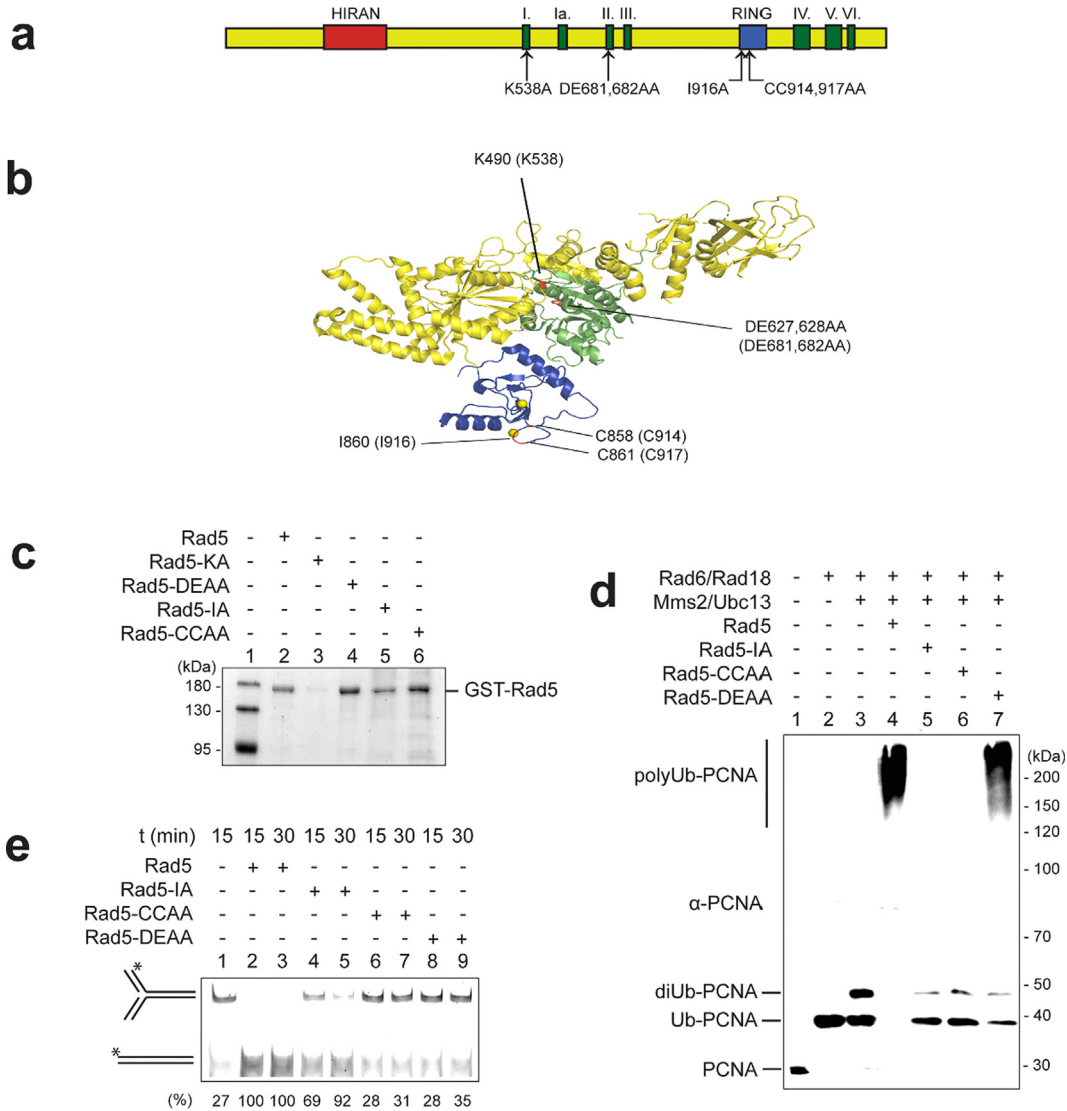 a
HIRAN I. Ia. II. III. RING IV. V. VI.
K538A DE681,682AA I916A CC914,917AA
b
K490 (K538)
DE627,628AA
(DE681,682AA)
I860 (I916)
C858 (C914)
C861 (C917)
c
Rad5 - + - - - -
Rad5-KA - - + - - -
Rad5-DEAA - - - + - -
Rad5-IA - - - - + -
Rad5-CCAA - - - - - +
1 2 3 4 5 6
(kDa)
180 -
130 -
95 -
GST-Rad5
d
Rad6/Rad18 - + + + + + +
Mms2/Ubc13 - - + + + + +
Rad5 - - - + - - -
Rad5-IA - - - - + - -
Rad5-CCAA - - - - - + -
Rad5-DEAA - - - - - - +
1 2 3 4 5 6 7
(kDa)
polyUb-PCNA
- 200
- 150
- 120
- 100
α-PCNA
- 70
diUb-PCNA
- 50
Ub-PCNA
- 40
PCNA
- 30
e
t (min) 15 15 30 15 30 15 30 15 30
Rad5 - + + - - - - - -
Rad5-IA - - - + + - - - -
Rad5-CCAA - - - - - + + - -
Rad5-DEAA - - - - - - - + +
1 2 3 4 5 6 7 8 9
*
*
(%) 27 100 100 69 92 28 31 28 35